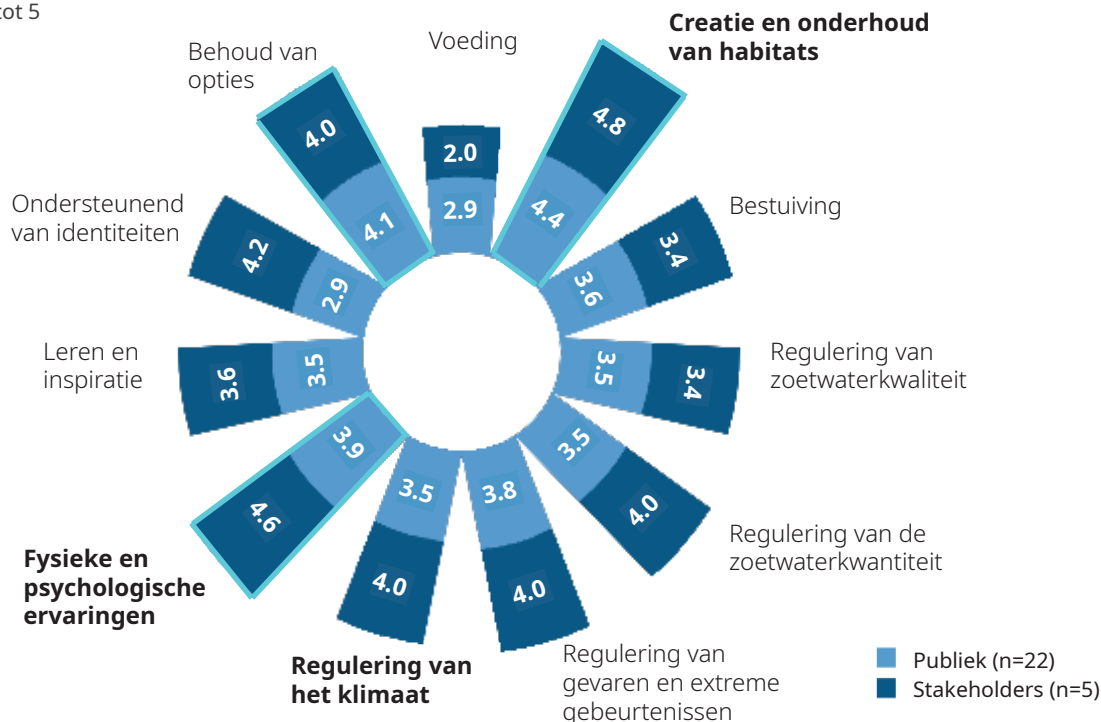 tot 5
Creatie en onderhoud
van habitats
Voeding
Behoud van
opties
4.0
4.1
2.0
2.9
4.8
4.4
Bestuiving
3.4
3.6
Ondersteunend
van identiteiten
4.2
2.9
Leren en
inspiratie
3.6
3.5
Regulering van
zoetwaterkwaliteit
3.5
3.4
Regulering van de
zoetwaterkwantiteit
3.5
4.0
Fysieke en
psychologische
ervaringen
3.9
4.6
Regulering van
het klimaat
3.5
4.0
Regulering van
gevaren en extreme
gebeurtenissen
3.8
4.0
Publiek (n=22)
Stakeholders (n=5)